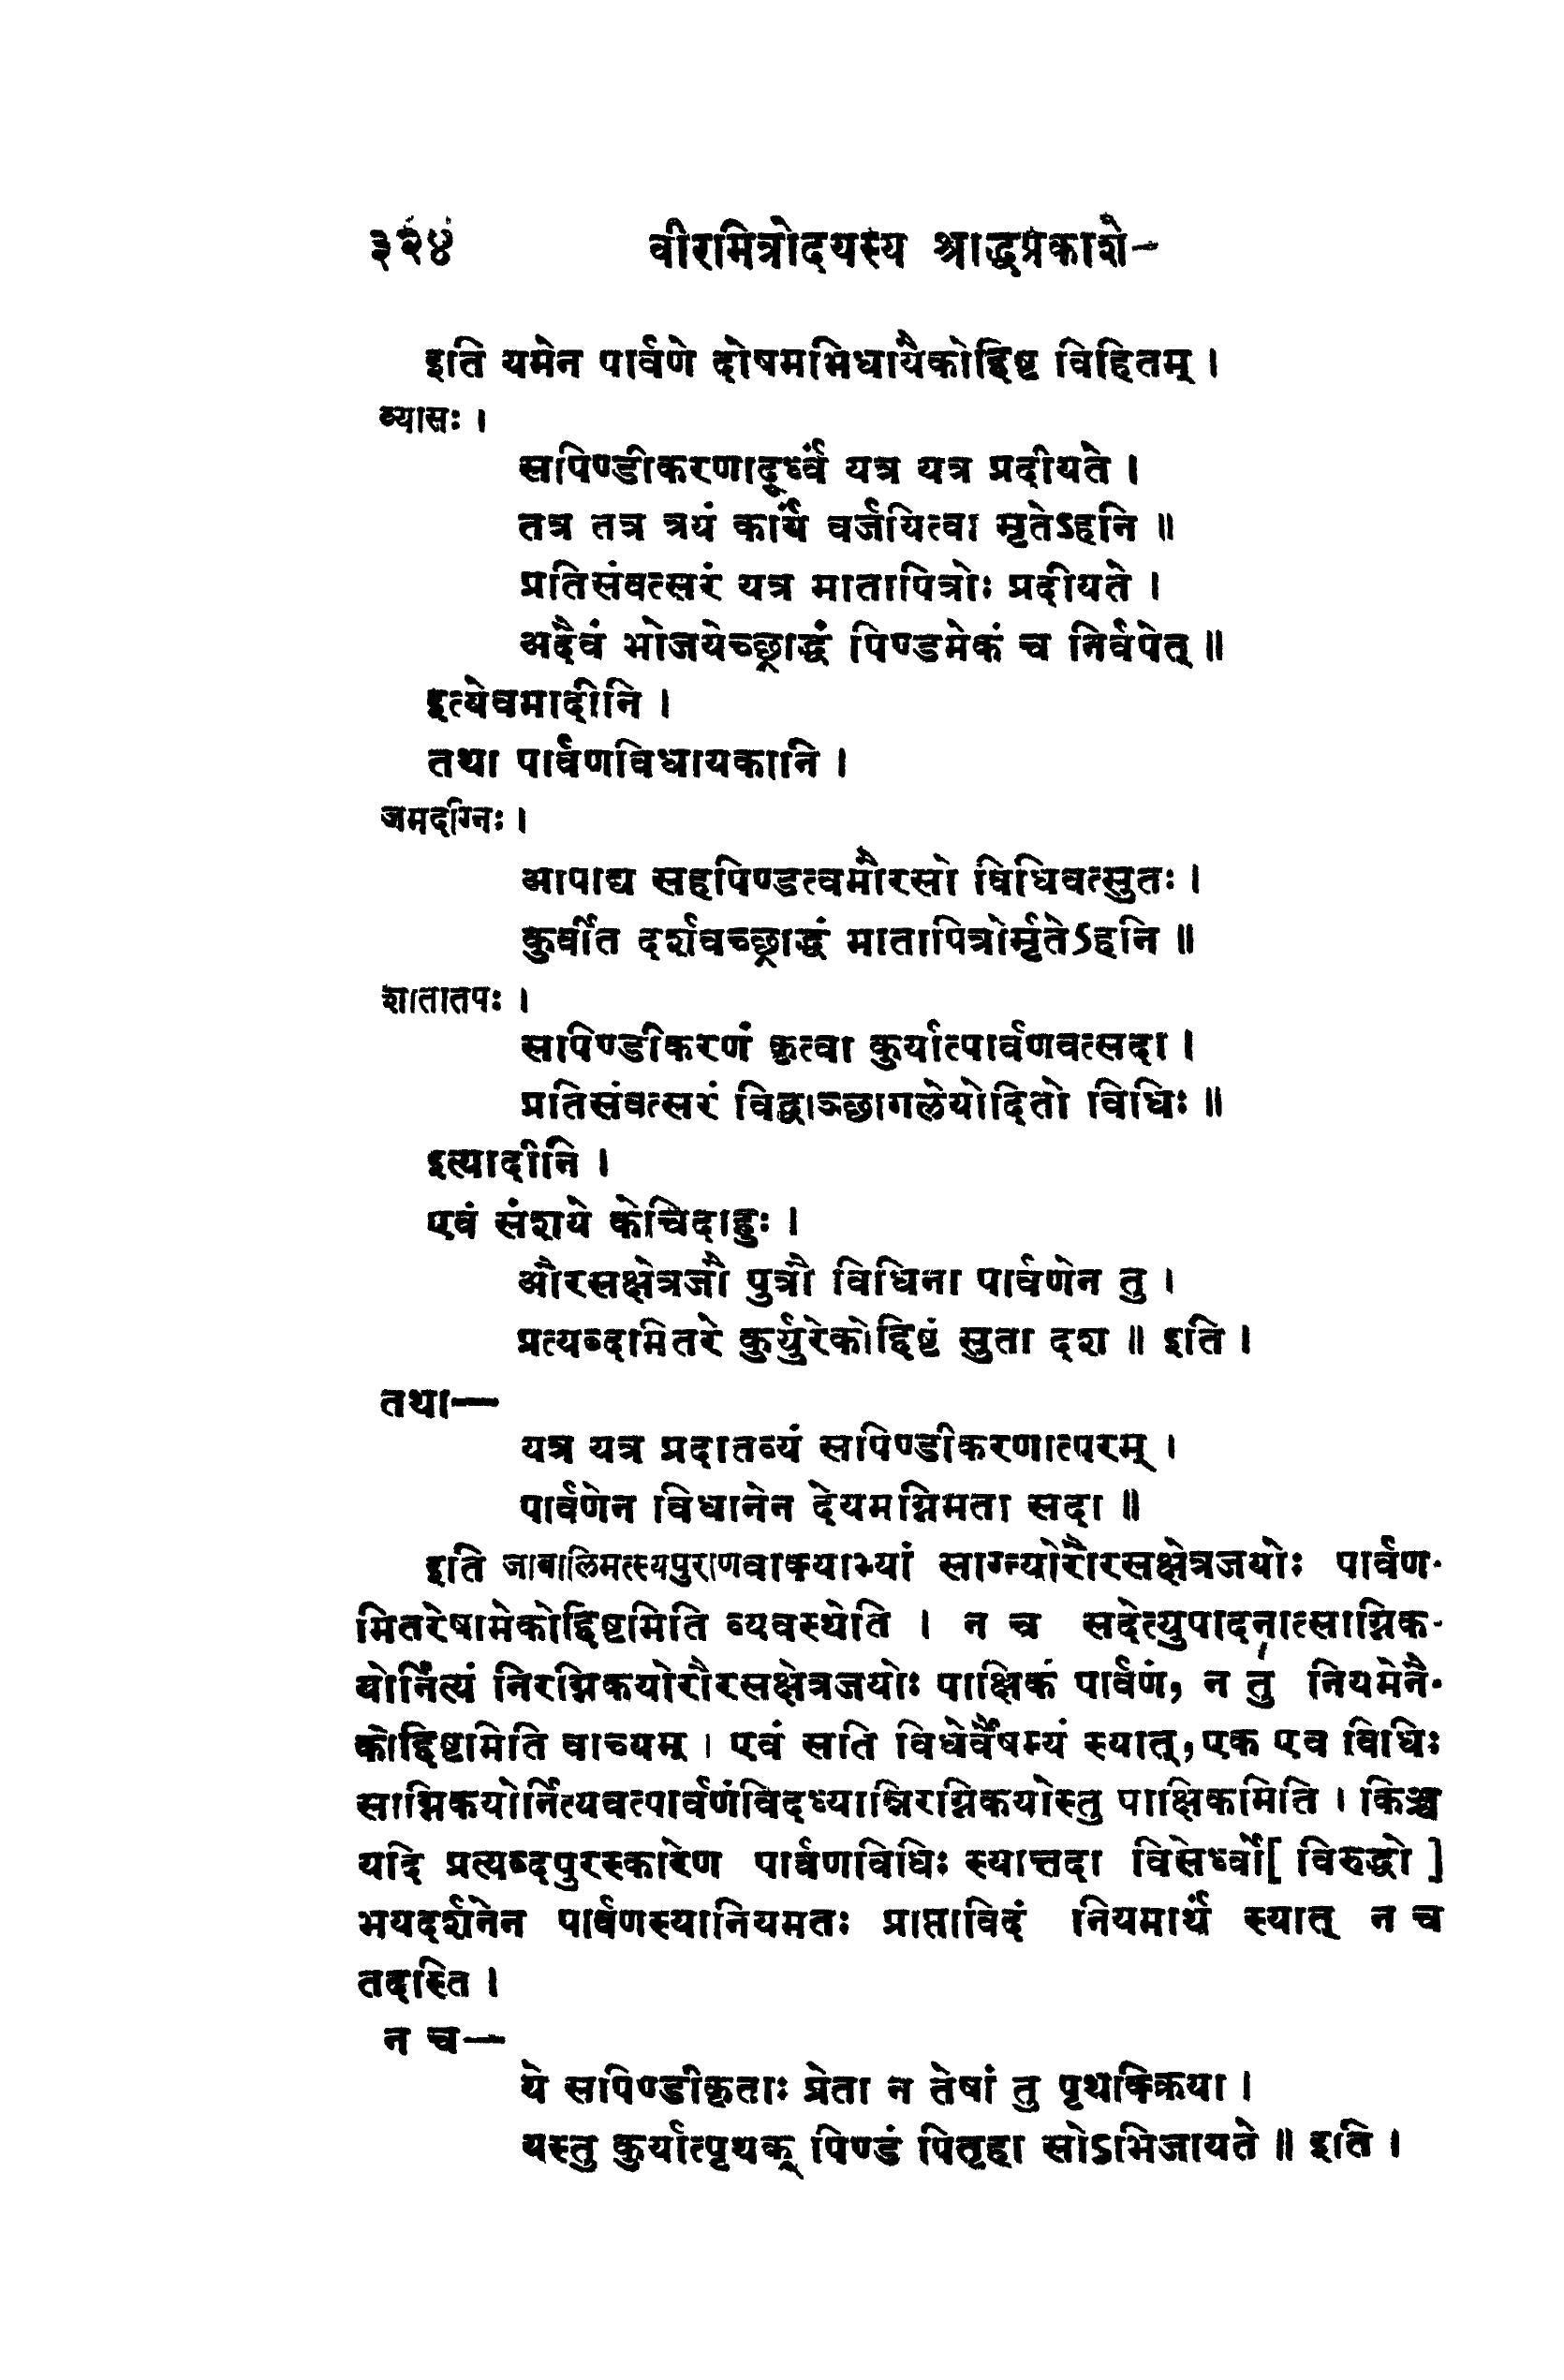 ३२४ वीरमित्रोदयस्य श्राद्धप्रकाशे-
इति यमेन पार्वणे दोषमभिधायैकोद्दिष्ट विहितम् ।
व्यासः ।
सपिण्डीकरणादूर्ध्वं यत्र यत्र प्रदीयते ।
तत्र तत्र त्रयं कार्यं वर्जयित्वा मृतेऽहनि ॥
प्रतिसंवत्सरं यत्र मातापित्रोः प्रदीयते ।
अदैवं भोजयेच्छ्राद्धं पिण्डमेकं च निर्वपेत् ॥
इत्येवमादीनि ।
तथा पार्वणविधायकानि ।
जमदग्निः ।
आपाद्य सहपिण्डत्वमौरसो विधिवत्सुतः ।
कुर्वीत दर्शवच्छ्राद्धं मातापित्रोर्मृतेऽहनि ॥
शातातपः ।
सापिण्डीकरणं कृत्वा कुर्यात्पार्वणवत्सदा ।
प्रतिसंवत्सरं विद्वाञ्छागलेयोदितो विधिः ॥
इत्यादीनि ।
एवं संशये केचिदाहुः ।
औरसक्षेत्रजौ पुत्रौ विधिना पार्वणेन तु ।
प्रत्यब्दामितरे कुर्युरेकोद्दिष्टं सुता दश ॥ इति ।
तथा—
यत्र यत्र प्रदातव्यं सपिण्डीकरणात्परम् ।
पार्वणेन विधानेन देयमग्निमता सदा ॥
इति जाबालिमत्स्यपुराणवाक्याभ्यां साग्न्योरौरसक्षेत्रजयोः पार्वण-
मितरेषामेकोद्दिष्टमिति व्यवस्थेति । न च सदेत्युपादनात्साग्निक-
योर्नित्यं निरग्निकयोरौरसक्षेत्रजयोः पाक्षिकं पार्वणं, न तु नियमेनै-
कोद्दिष्टमिति वाच्यम् । एवं सति विधेर्वैषम्यं स्यात्, एक एव विधिः
साग्निकयोर्नित्यवत्पार्वणंविदध्यान्निरग्निकयोस्तु पाक्षिकमिति । किञ्च
यदि प्रत्यब्दपुरस्कारेण पार्वणविधिः स्यात्तदा विसेर्ध्वो[ विरुद्धो ]
भयदर्शनेन पार्वणस्यानियमतः प्राप्ताविदं नियमार्थं स्यात् न च
तदस्ति ।
न च—
ये सपिण्डीकृताः प्रेता न तेषां तु पृथक्क्रिया ।
यस्तु कुर्यात्पृथक् पिण्डं पितृहा सोऽभिजायते ॥ इति ।